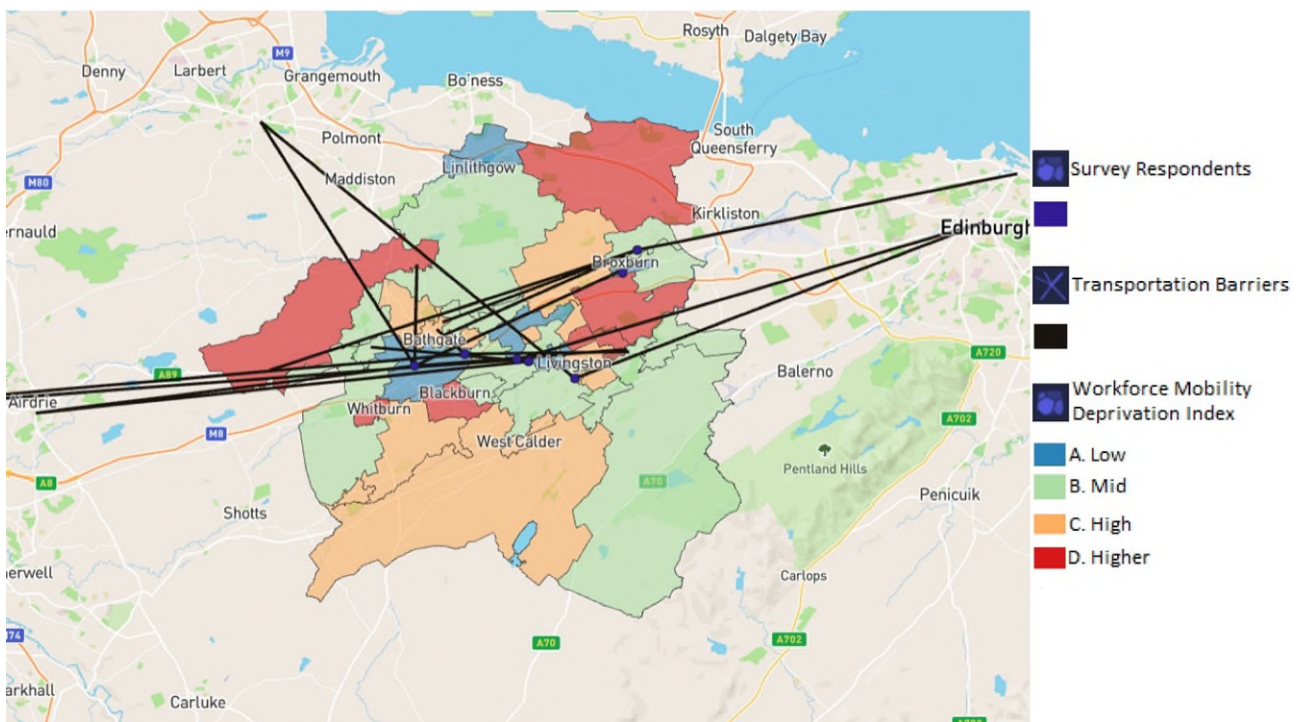 Rosyth
Dalgety Bay
M9
Denny
Larbert
Grangemouth
Bo'ness
Polmont
South
Queensferry
Linlithgow
Maddiston
M80
Kirkliston
ernauld
Edinburgh
Broxburn
Bathgate
A720
Livingston
Balerno
A89
Airdrie
Blackburn
Whitburn
A702
M8
West Calder
Pentland Hills
A8
A70
Penicuik
Shotts
erwell
Carlops
74
A70
A702
arkhall
Carluke
Survey Respondents
Transportation Barriers
Workforce Mobility
Deprivation Index
A. Low
B. Mid
C. High
D. Higher